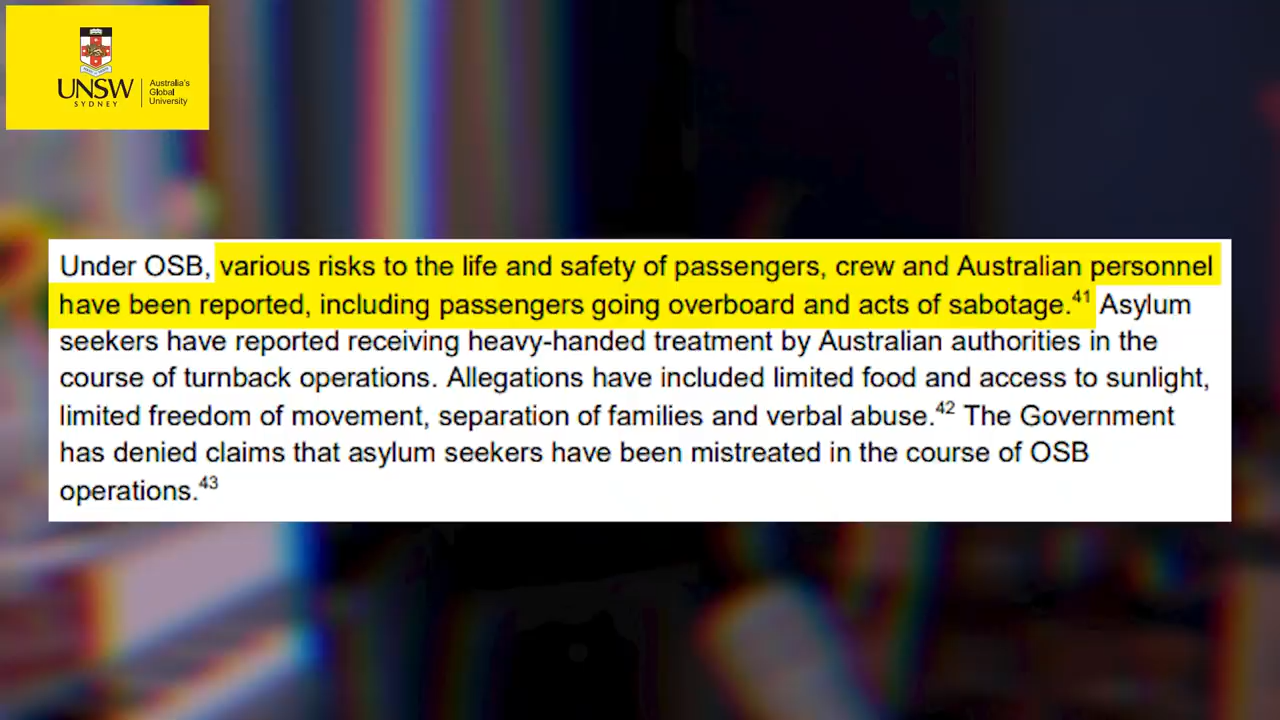 UNSW
SYDNEY
Australia's
Global
University
Under OSB, various risks to the life and safety of passengers, crew and Australian personnel
have been reported, including passengers going overboard and acts of sabotage.41 Asylum
seekers have reported receiving heavy-handed treatment by Australian authorities in the
course of turnback operations. Allegations have included limited food and access to sunlight,
limited freedom of movement, separation of families and verbal abuse.42 The Government
has denied claims that asylum seekers have been mistreated in the course of OSB
operations.43